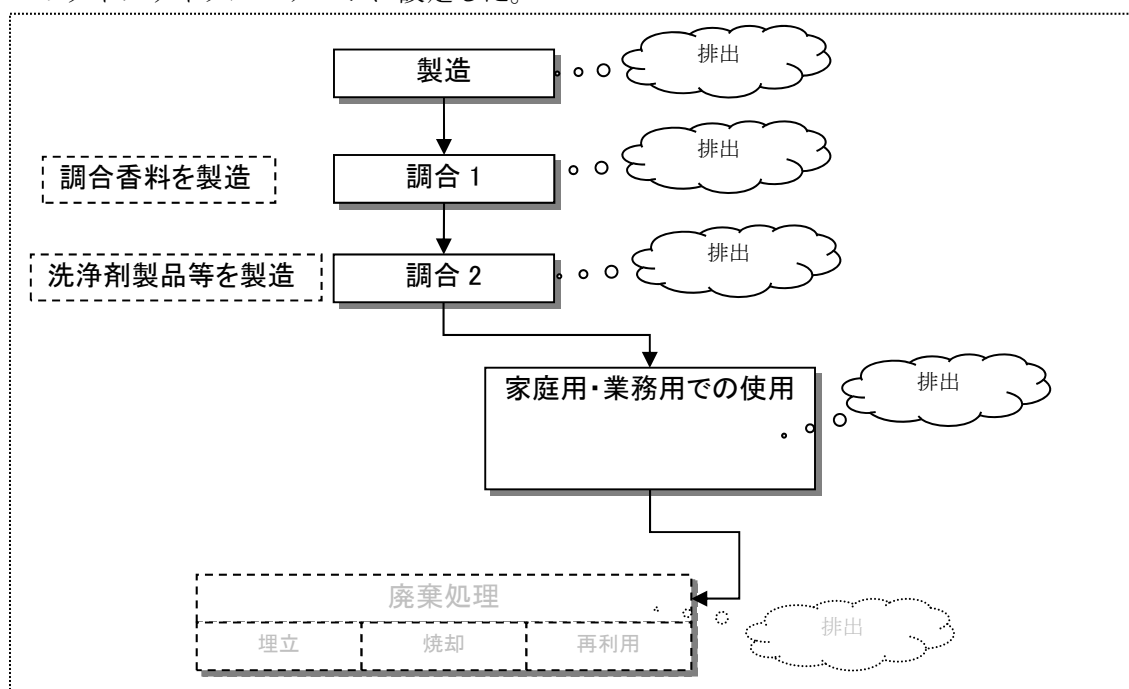 製造
排出
調合香料を製造
調合 1
排出
洗浄剤製品等を製造
調合 2
排出
家庭用・業務用での使用
排出
廃棄処理
埋立
焼却
再利用
排出